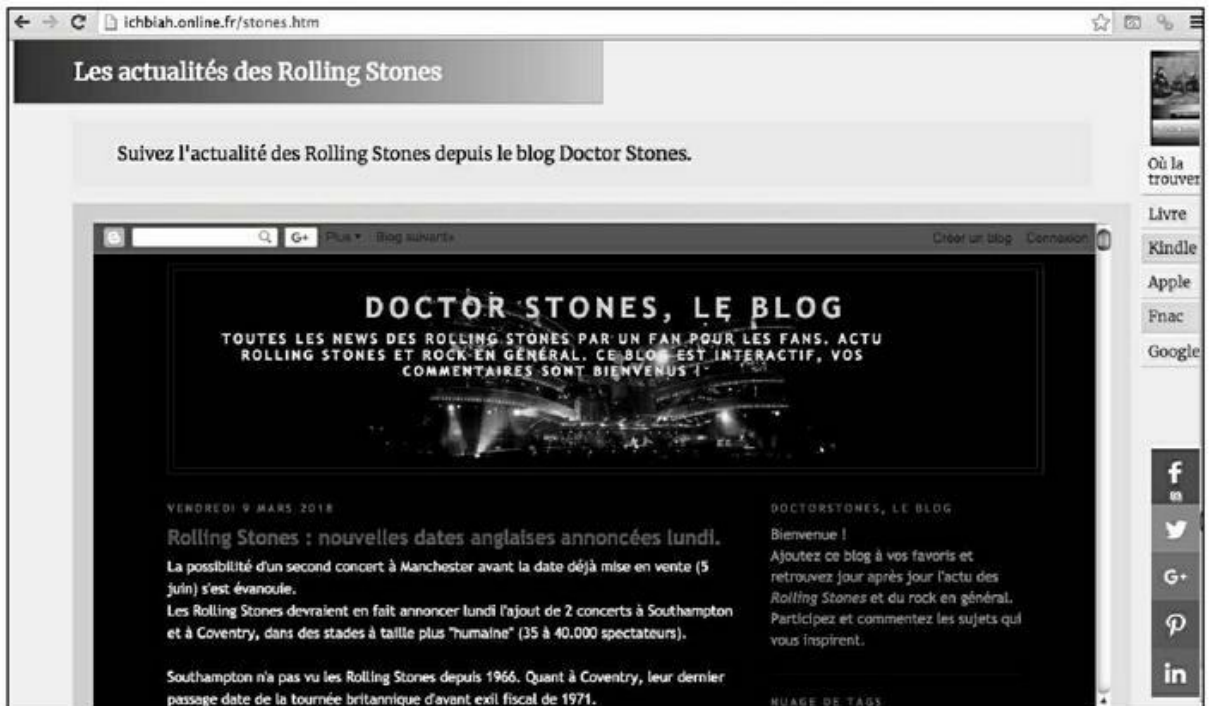 ichbiah.online.fr/stones.htm
Les actualités des Rolling Stones
Suivez l'actualité des Rolling Stones depuis le blog Doctor Stones.
G+ Plus Blog suivant» Créer un blog Connexion
DOCTOR STONES, LE BLOG
TOUTES LES NEWS DES ROLLING STONES PAR UN FAN POUR LES FANS. ACTU
ROLLING STONES ET ROCK EN GÉNÉRAL. CE BLOG EST INTERACTIF, VOS
COMMENTAIRES SONT BIENVENUS !
VENDREDI 9 MARS 2018
Rolling Stones : nouvelles dates anglaises annoncées lundi.
La possibilité d'un second concert à Manchester avant la date déjà mise en vente (5
juin) s'est évanouie.
Les Rolling Stones devraient en fait annoncer lundi l'ajout de 2 concerts à Southampton
et à Coventry, dans des stades à taille plus "humaine" (35 à 40.000 spectateurs).
Southampton n'a pas vu les Rolling Stones depuis 1966. Quant à Coventry, leur dernier
passage date de la tournée britannique d'avant exil fiscal de 1971.
DOCTORSTONES, LE BLOG
Bienvenue !
Ajoutez ce blog à vos favoris et
retrouvez jour après jour l'actu des
Rolling Stones et du rock en général.
Participez et commentez les sujets qui
vous inspirent.
NUAGE DE TAGS
Où la
trouver
Livre
Kindle
Apple
Fnac
Google
f
G+
in